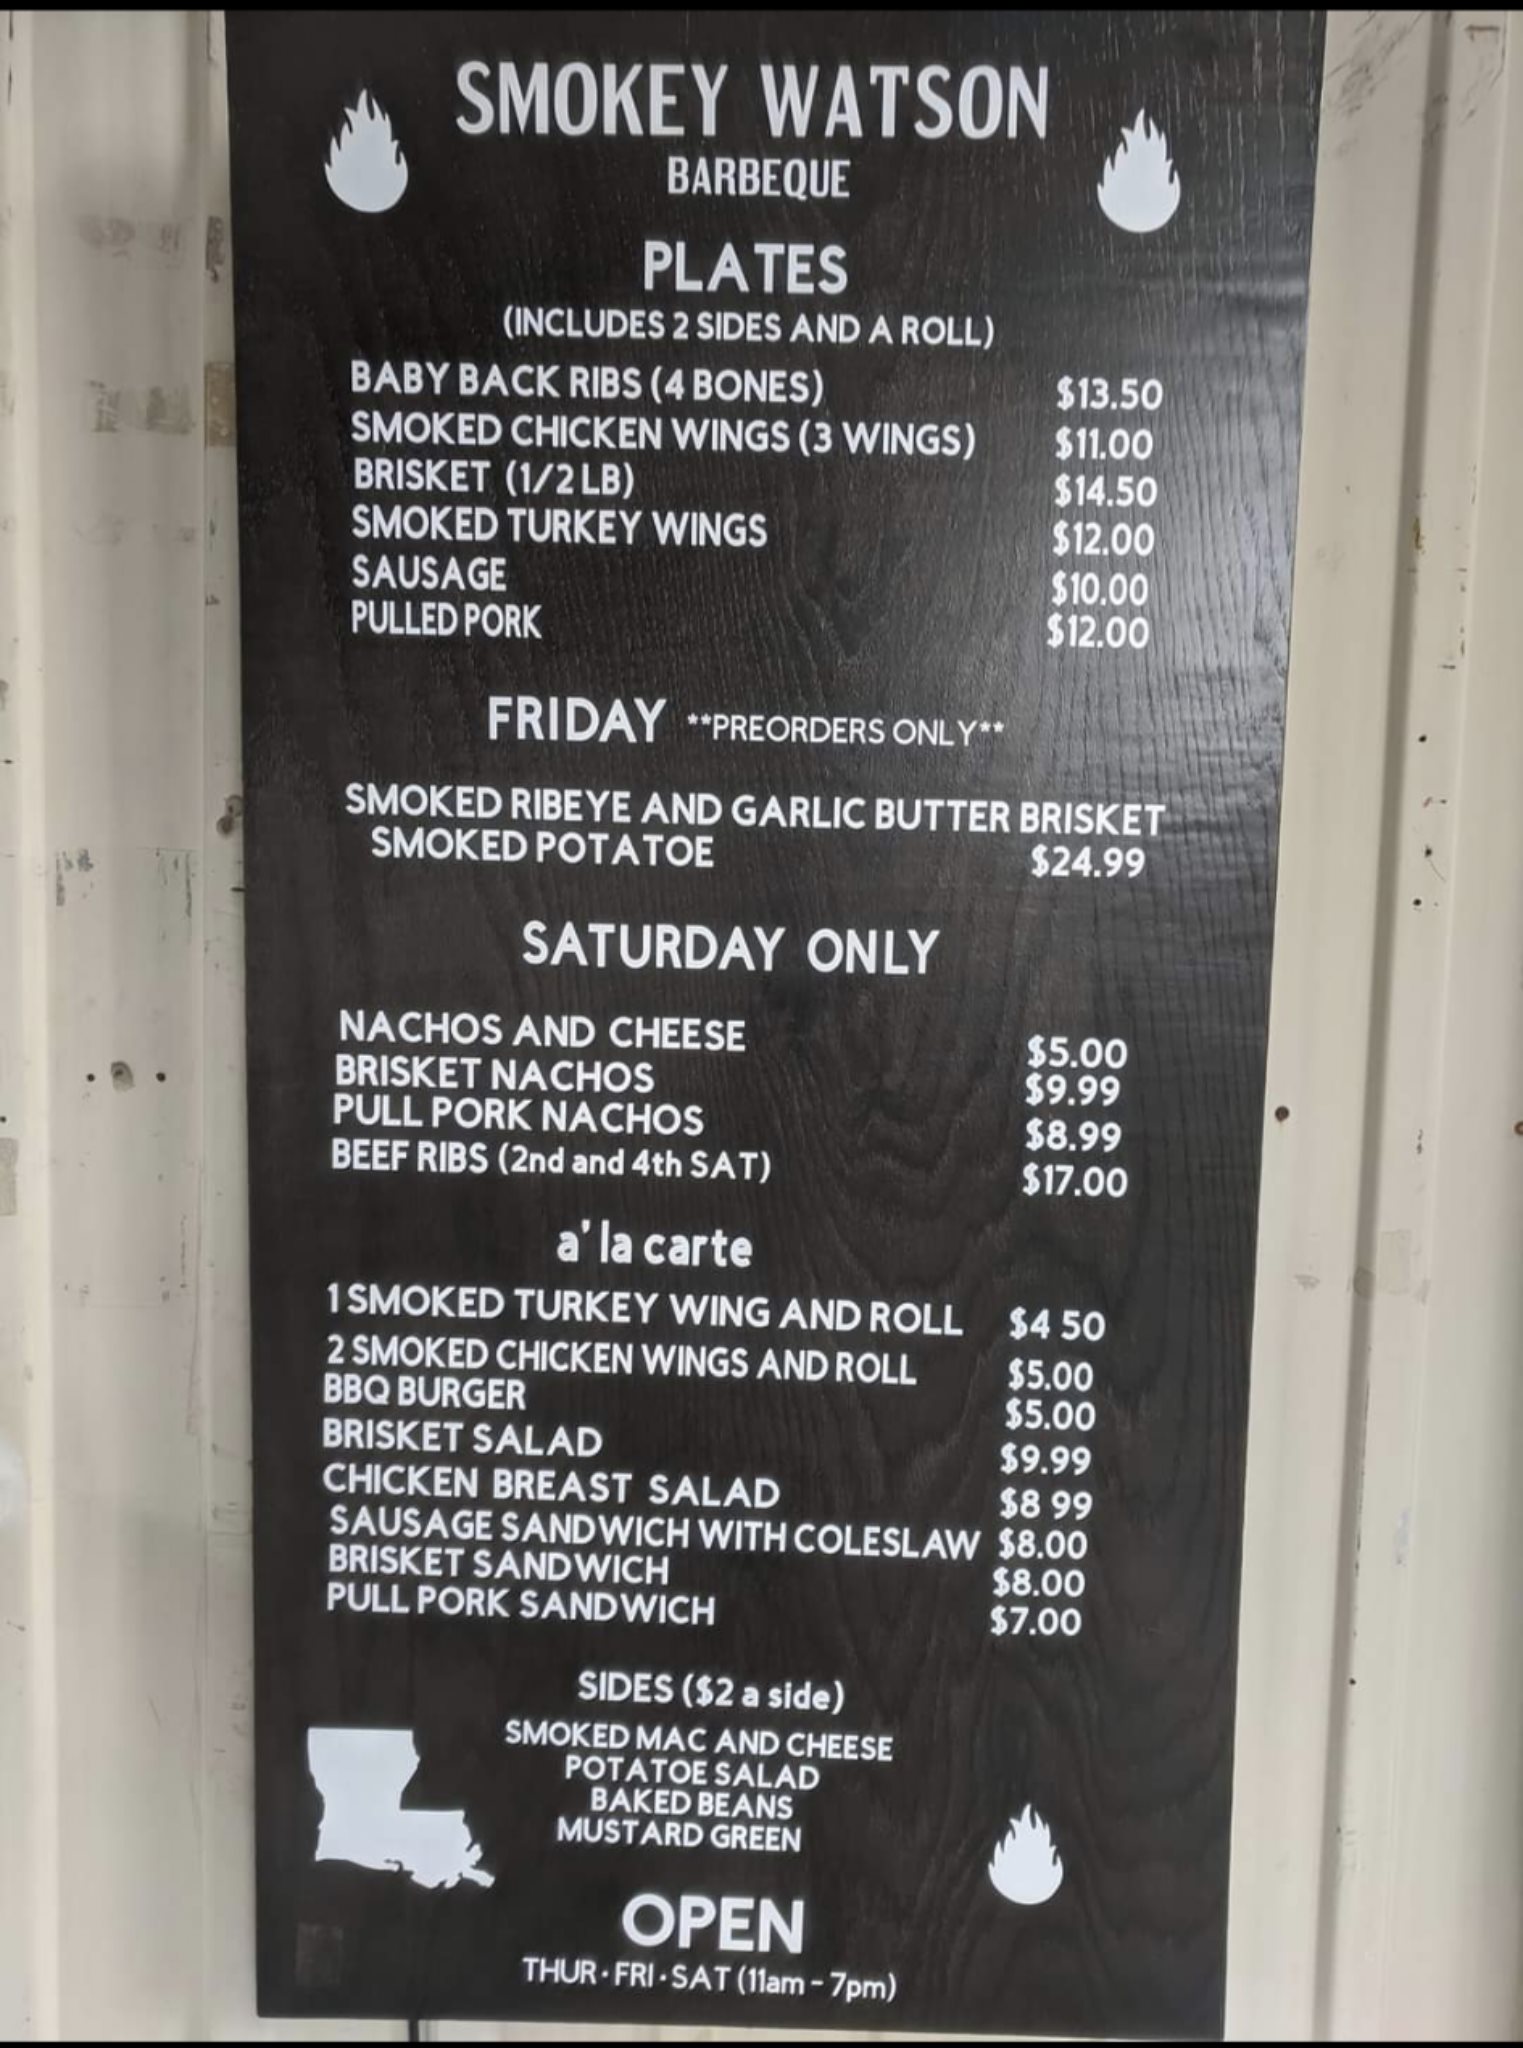 SMOKEY WATSON
BARBEQUE
PLATES
(INCLUDES 2 SIDES AND A ROLL)
BABY BACK RIBS (4 BONES) $13.50
SMOKED CHICKEN WINGS (3 WINGS) $11.00
BRISKET (1/2 LB) $14.50
SMOKED TURKEY WINGS $12.00
SAUSAGE $10.00
PULLED PORK $12.00
FRIDAY **PREORDERS ONLY**
SMOKED RIBEYE AND GARLIC BUTTER BRISKET
SMOKED POTATOE $24.99
SATURDAY ONLY
NACHOS AND CHEESE $5.00
BRISKET NACHOS $9.99
PULL PORK NACHOS $8.99
BEEF RIBS (2nd and 4th SAT) $17.00
a' la carte
1 SMOKED TURKEY WING AND ROLL $4 50
2 SMOKED CHICKEN WINGS AND ROLL $5.00
BBQ BURGER $5.00
BRISKET SALAD $9.99
CHICKEN BREAST SALAD $8 99
SAUSAGE SANDWICH WITH COLESLAW $8.00
BRISKET SANDWICH $8.00
PULL PORK SANDWICH $7.00
SIDES ($2 a side)
SMOKED MAC AND CHEESE
POTATOE SALAD
BAKED BEANS
MUSTARD GREEN
OPEN
THUR • FRI • SAT (11am - 7pm)